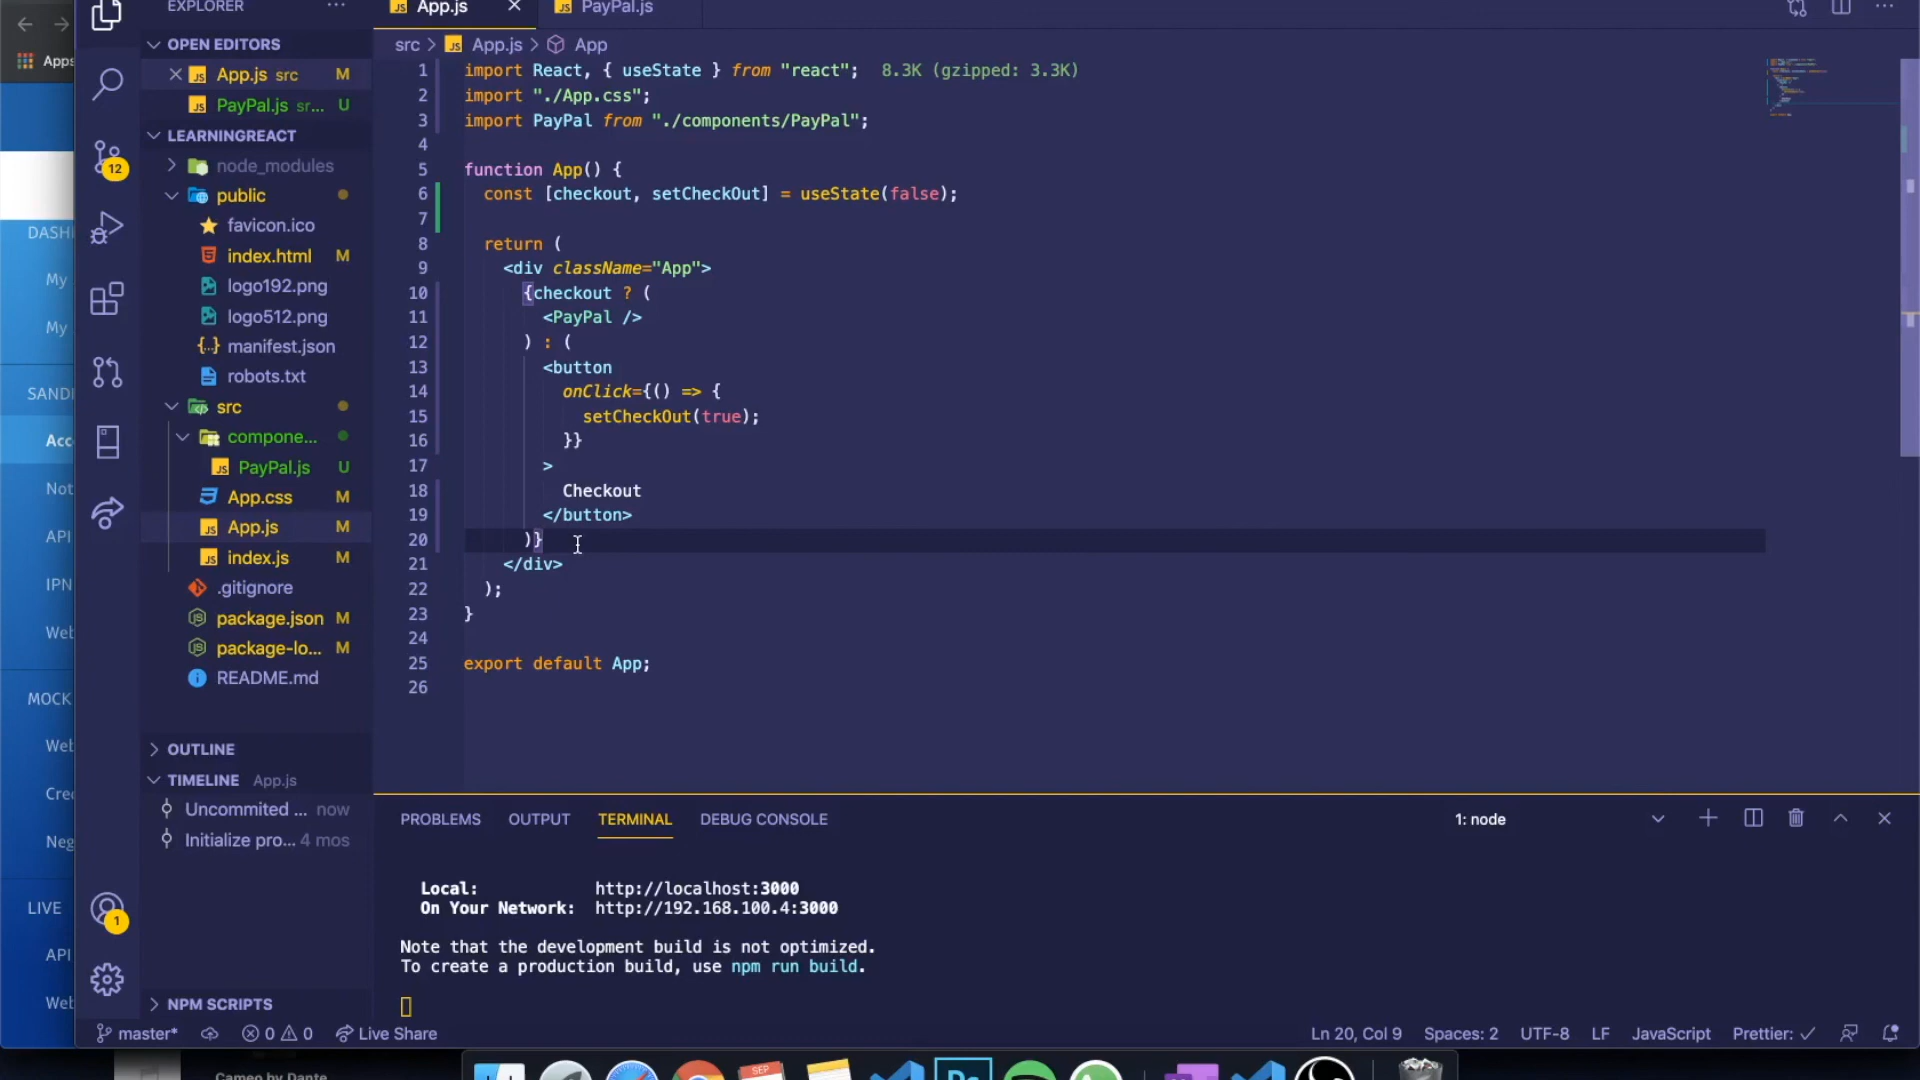 Apps
DASH
My
My
SAND
Acc
Not
API
IPN
Web
MOCK
Web
Cre
Neg
LIVE
API
Web
EXPLORER
OPEN EDITORS
App.js src M
PayPal.js sr... U
LEARNINGREACT
node_modules
public
favicon.ico
index.html M
logo192.png
logo512.png
manifest.json
robots.txt
src
compone...
PayPal.js U
App.css M
App.js M
index.js M
.gitignore
package.json M
package-lo... M
README.md
OUTLINE
TIMELINE App.js
Uncommited ... now
Initialize pro... 4 mos
NPM SCRIPTS
12
1
App.js PayPal.js
src > App.js > App
1 import React, { useState } from "react"; 8.3K (gzipped: 3.3K)
2 import "./App.css";
3 import PayPal from "./components/PayPal";
4
5 function App() {
6 const [checkout, setCheckOut] = useState(false);
7
8 return (
9 <div className="App">
10 {checkout ? (
11 <PayPal />
12 ) : (
13 <button
14 onClick={() => {
15 setCheckOut(true);
16 }}
17 >
18 Checkout
19 </button>
20 )}
21 </div>
22 );
23 }
24
25 export default App;
26
PROBLEMS OUTPUT TERMINAL DEBUG CONSOLE 1: node
Local: http://localhost:3000
On Your Network: http://192.168.100.4:3000
Note that the development build is not optimized.
To create a production build, use npm run build.
master* 0 0 Live Share Ln 20, Col 9 Spaces: 2 UTF-8 LF JavaScript Prettier: ✓
Cameo by Dante
SEP